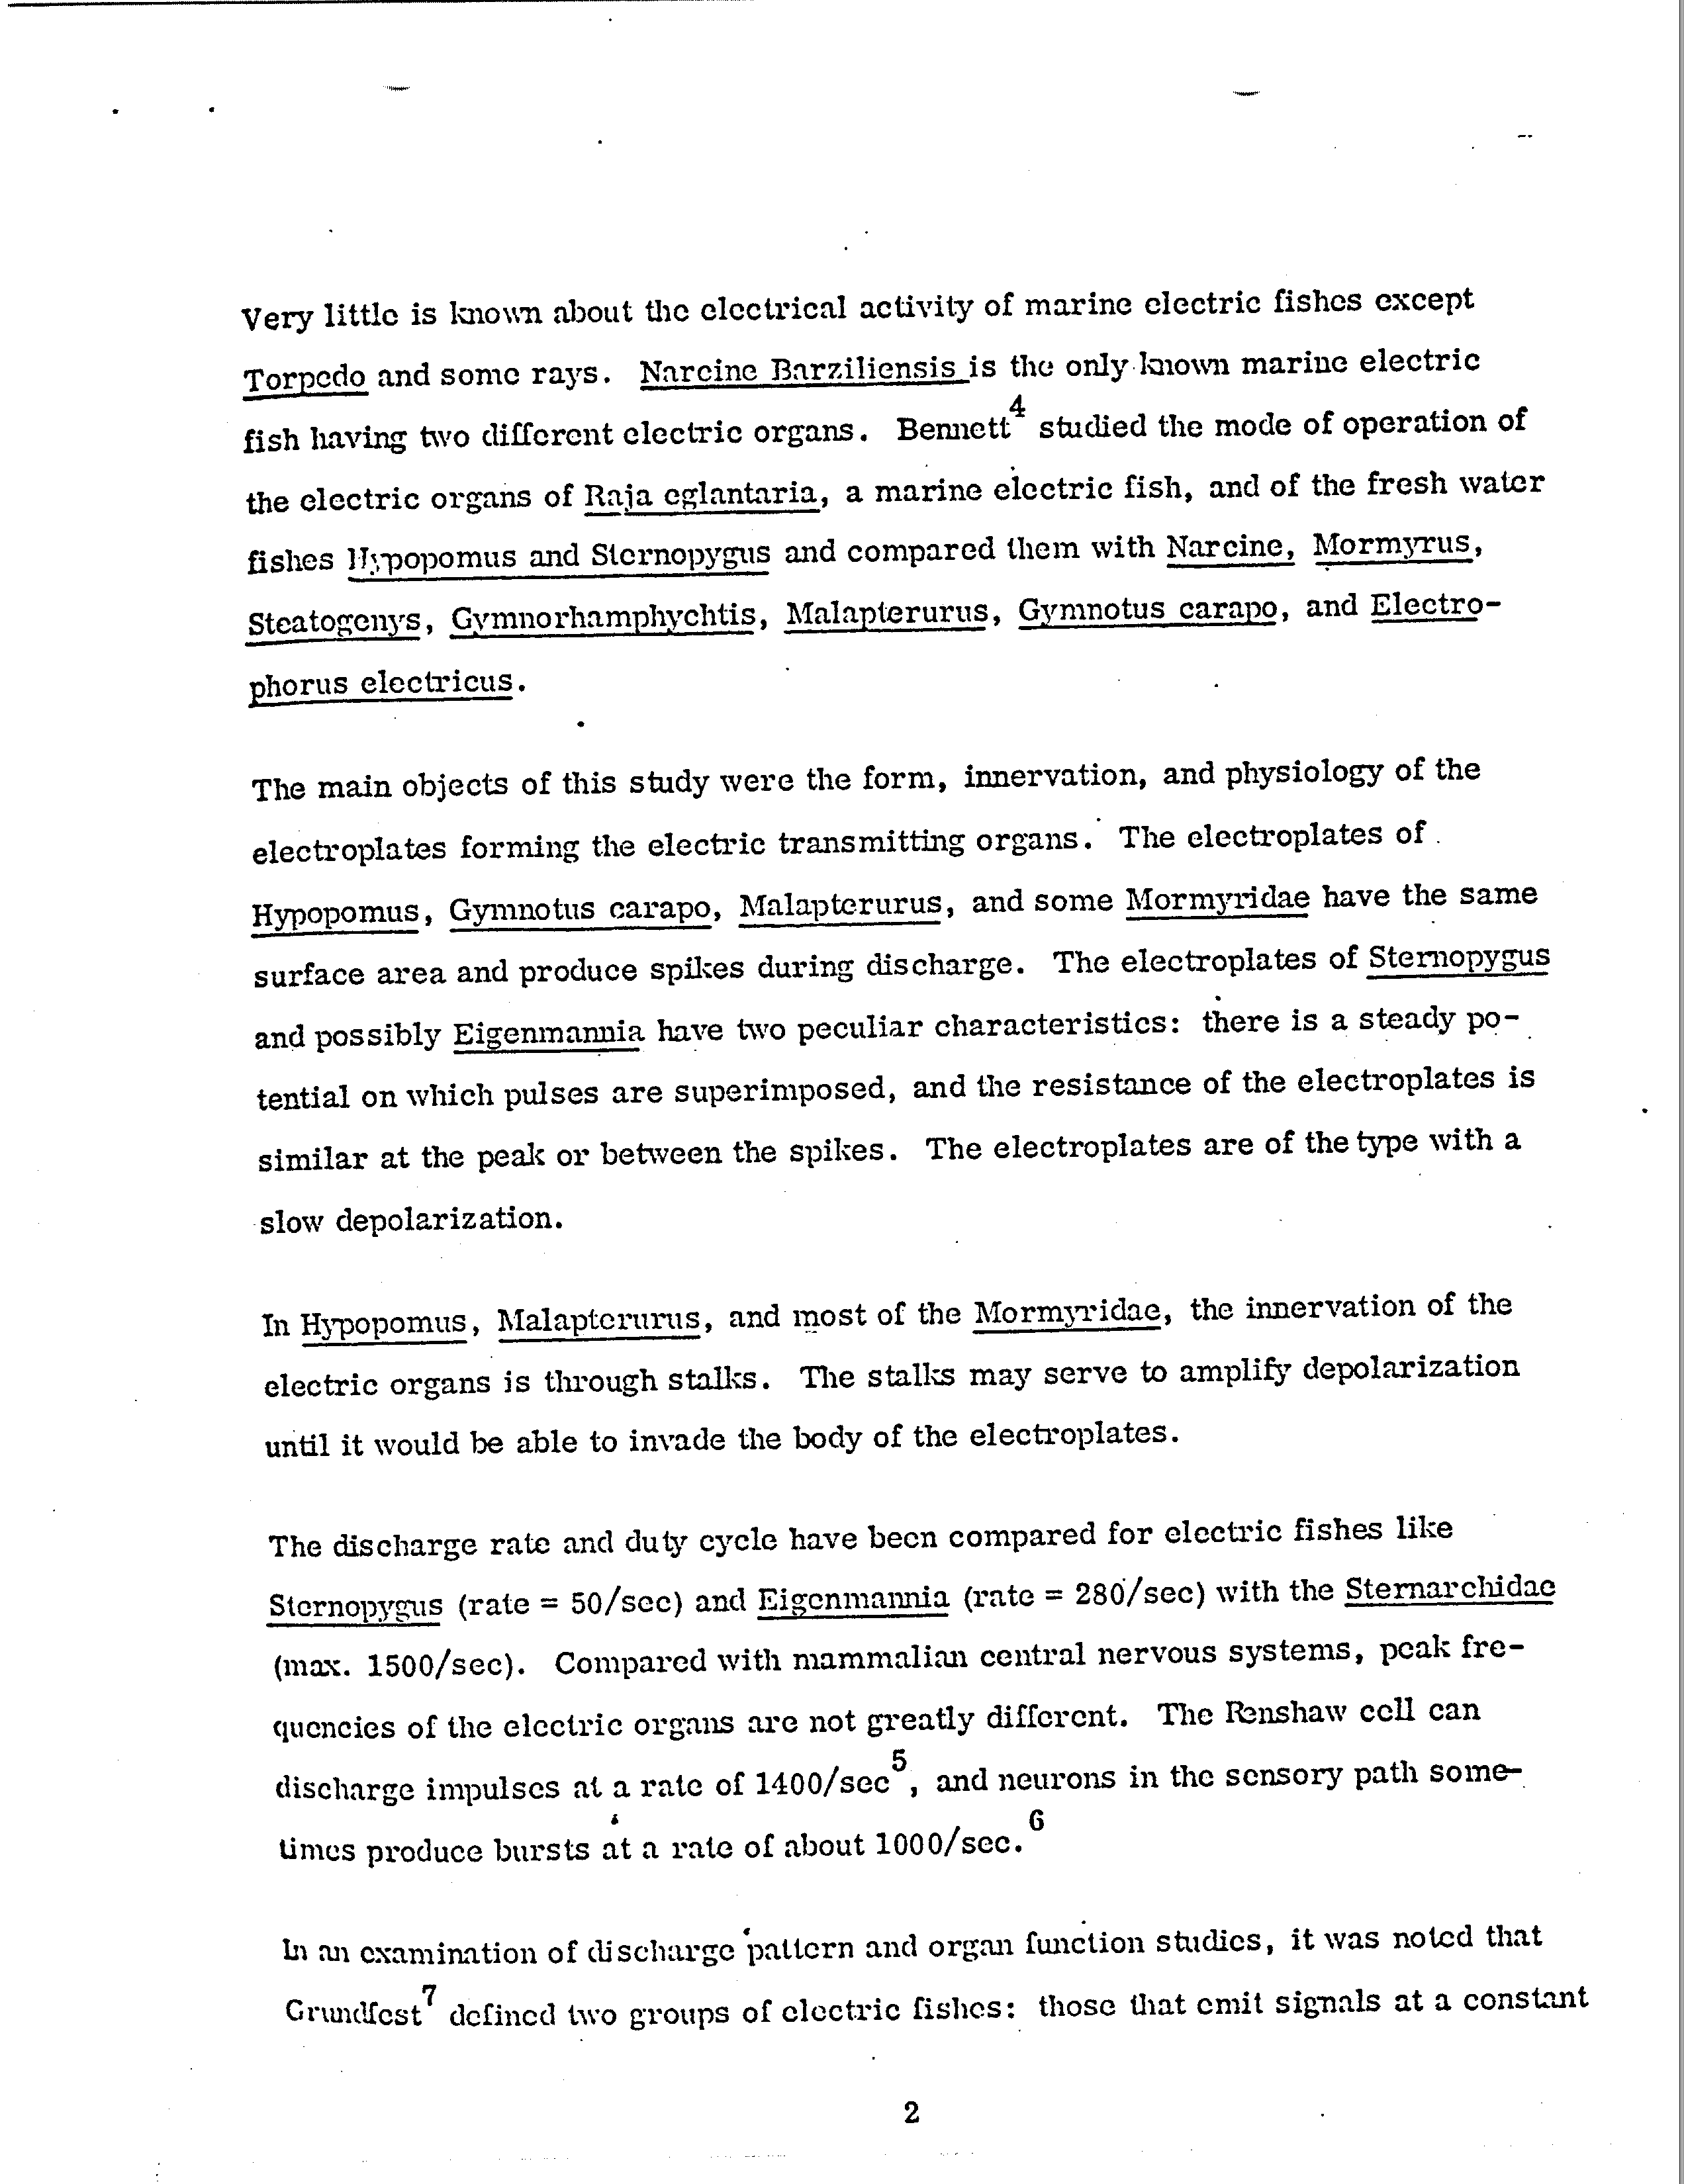 Very little is known about the electrical activity of marine electric fishes except
Torpedo and some rays. Narcine Barziliensis is the only known marine electric
fish having two different electric organs. Bennett4 studied the mode of operation of
the electric organs of Raja eglantaria, a marine electric fish, and of the fresh water
fishes Hypopomus and Sternopygus and compared them with Narcine, Mormyrus,
Steatogenys, Gymnorhamphychtis, Malapterurus, Gymnotus carapo, and Electro-
phorus electricus.
The main objects of this study were the form, innervation, and physiology of the
electroplates forming the electric transmitting organs. The electroplates of
Hypopomus, Gymnotus carapo, Malapterurus, and some Mormyridae have the same
surface area and produce spikes during discharge. The electroplates of Sternopygus
and possibly Eigenmannia have two peculiar characteristics: there is a steady po-
tential on which pulses are superimposed, and the resistance of the electroplates is
similar at the peak or between the spikes. The electroplates are of the type with a
slow depolarization.
In Hypopomus, Malapterurus, and most of the Mormyridae, the innervation of the
electric organs is through stalks. The stalks may serve to amplify depolarization
until it would be able to invade the body of the electroplates.
The discharge rate and duty cycle have been compared for electric fishes like
Sternopygus (rate = 50/sec) and Eigenmannia (rate = 280/sec) with the Sternarchidae
(max. 1500/sec). Compared with mammalian central nervous systems, peak fre-
quencies of the electric organs are not greatly different. The Renshaw cell can
discharge impulses at a rate of 1400/sec5, and neurons in the sensory path some-
times produce bursts at a rate of about 1000/sec.6
In an examination of discharge pattern and organ function studies, it was noted that
Grundfest7 defined two groups of electric fishes: those that emit signals at a constant
2